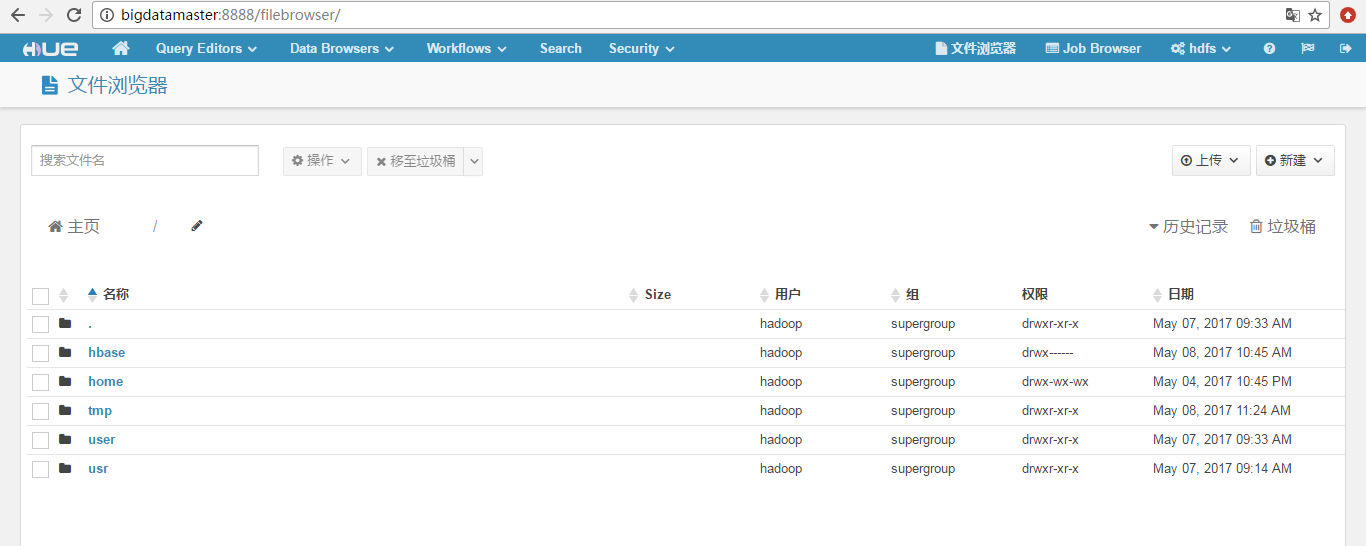 bigdatamaster:8888/filebrowser/
HUE Query Editors Data Browsers Workflows Search Security 文件浏览器 Job Browser hdfs
文件浏览器
搜索文件名 操作 移至垃圾桶 上传 新建
主页 / 历史记录 垃圾桶
名称 Size 用户 组 权限 日期
. hadoop supergroup drwxr-xr-x May 07, 2017 09:33 AM
hbase hadoop supergroup drwx------ May 08, 2017 10:45 AM
home hadoop supergroup drwx-wx-wx May 04, 2017 10:45 PM
tmp hadoop supergroup drwxr-xr-x May 08, 2017 11:24 AM
user hadoop supergroup drwxr-xr-x May 07, 2017 09:33 AM
usr hadoop supergroup drwxr-xr-x May 07, 2017 09:14 AM